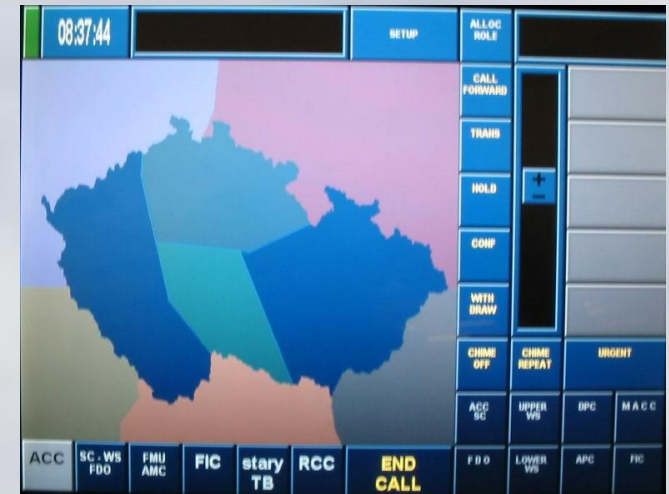 08:37:44
SETUP
ALLOC
ROLE
CALL
FORWARD
TRANS
HOLD
CONF
WITH
DRAW
+
−
CHIME
OFF
CHIME
REPEAT
URGENT
ACC
SC
UPPER
WS
DPC
MACC
FDO
LOWER
WS
APC
FIC
ACC
SC-WS
FDO
FMU
AMC
FIC
stary
TB
RCC
END
CALL